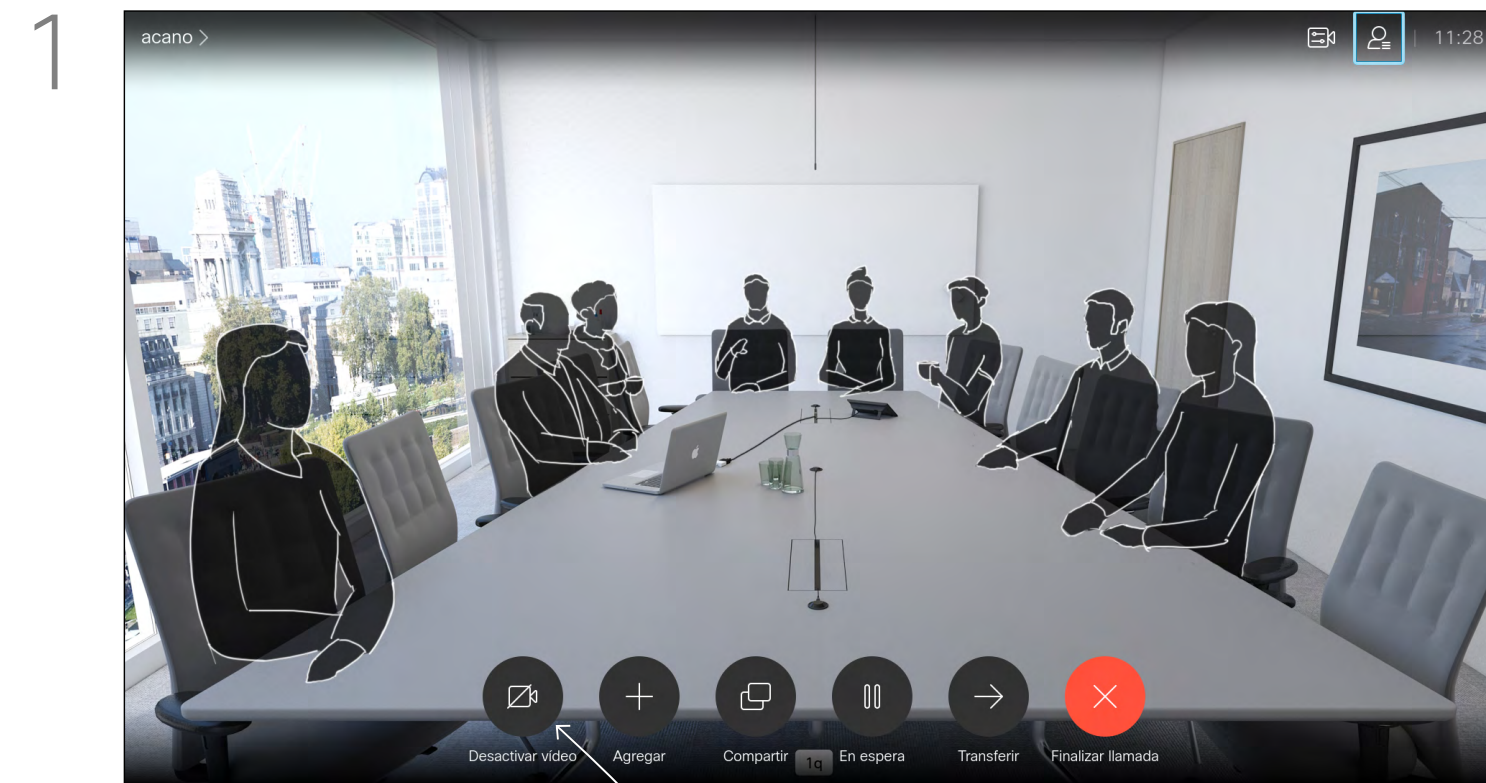 1
acano >
11:28
Desactivar vídeo
Agregar
Compartir
1q
En espera
Transferir
Finalizar llamada